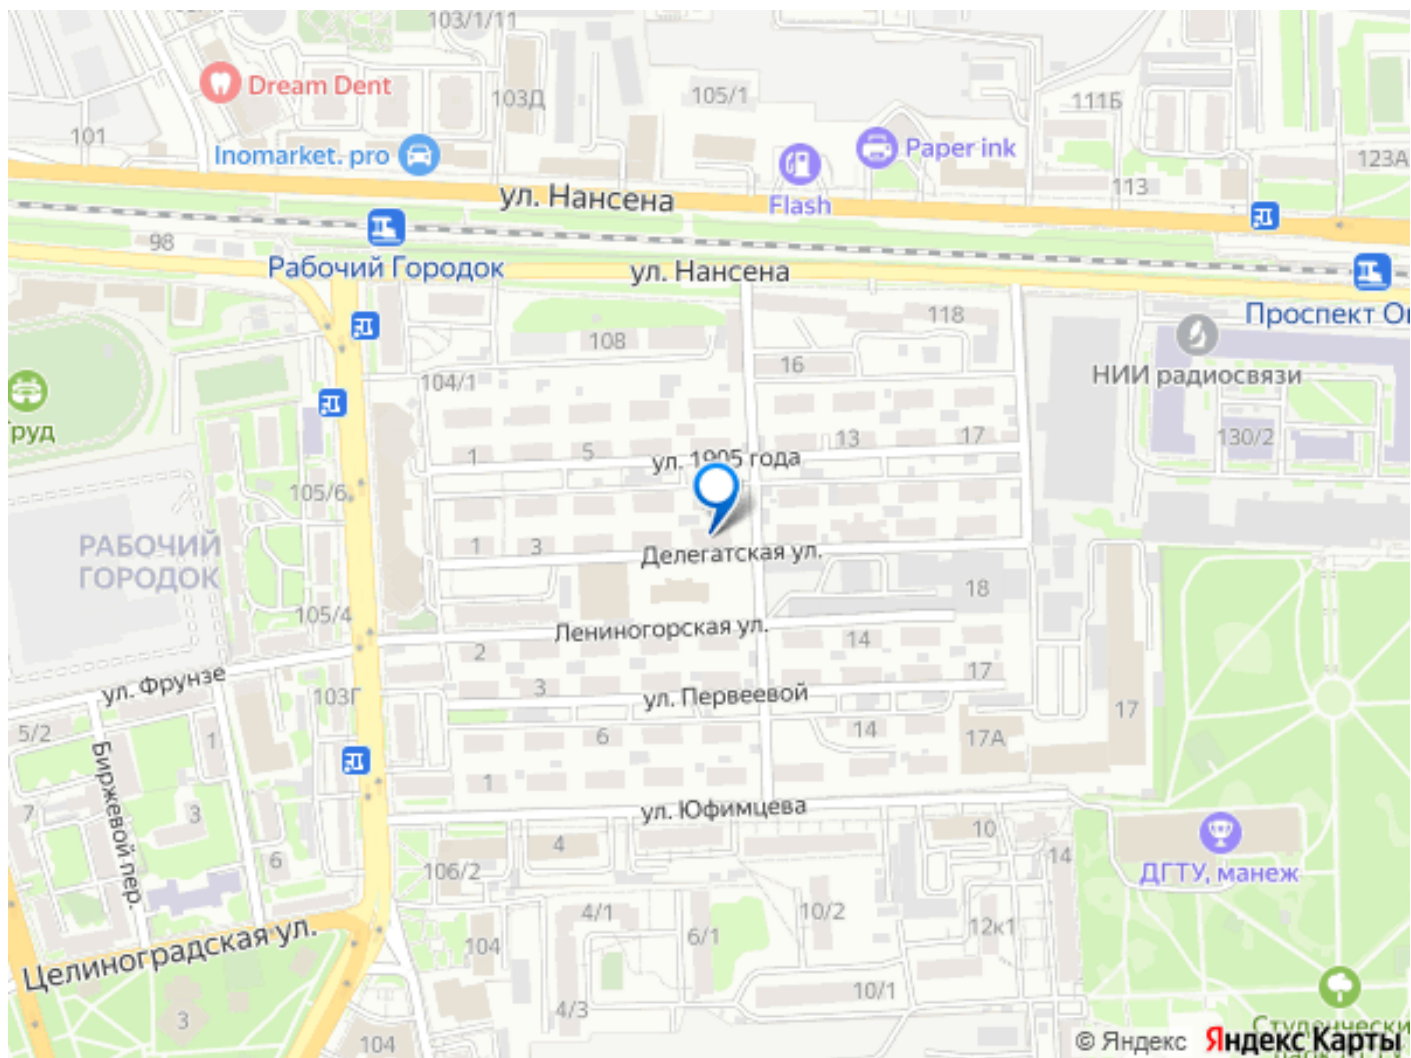 103/1/11
Dream Dent
103Д
105/1
111Б
101
Inomarket. pro
Paper ink
123А
ул. Нансена
Flash
113
98
Рабочий Городок
ул. Нансена
Проспект Ок
108
118
16
НИИ радиосвязи
104/1
Труд
130/2
13
17
5
1
ул. 1905 года
105/6
РАБОЧИЙ
ГОРОДОК
1
3
Делегатская ул.
18
105/4
Лениногорская ул.
14
2
ул. Фрунзе
3
17
103Г
ул. Первеевой
17
5/2
1
6
14
17А
Биржевой пер.
1
7
3
ул. Юфимцева
10
4
14
6
106/2
ДГТУ, манеж
4/1
10/2
12к1
Целиноградская ул.
104
6/1
10/1
4/3
3
Студенчески
104
© Яндекс Яндекс Карты